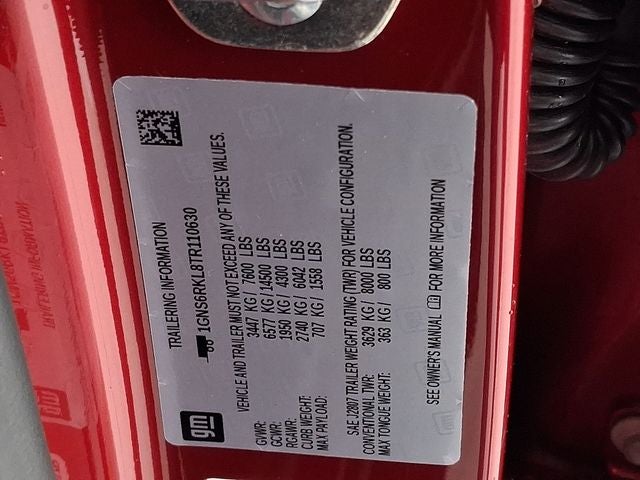 TRAILERING INFORMATION
gm 1GNS6RKL8TR110630
VEHICLE AND TRAILER MUST NOT EXCEED ANY OF THESE VALUES.
GVWR: 3447 KG / 7600 LBS
GCWR: 6577 KG / 14500 LBS
RGAWR: 1950 KG / 4300 LBS
CURB WEIGHT: 2740 KG / 6042 LBS
MAX PAYLOAD: 707 KG / 1558 LBS
SAE J2807 TRAILER WEIGHT RATING (TWR) FOR VEHICLE CONFIGURATION.
CONVENTIONAL TWR: 3629 KG / 8000 LBS
MAX TONGUE WEIGHT: 363 KG / 800 LBS
SEE OWNER'S MANUAL FOR MORE INFORMATION